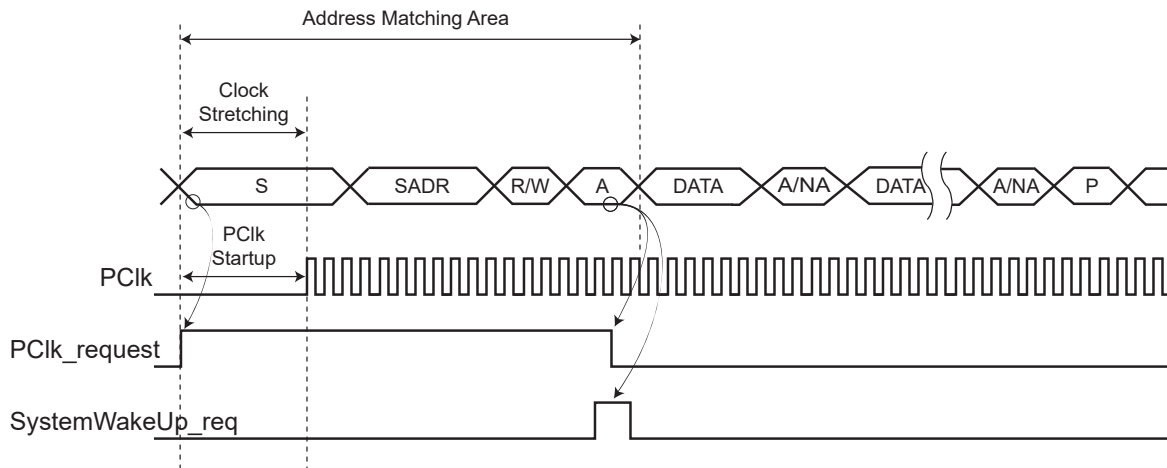 Address Matching Area
Clock
Stretching
S SADR R/W A DATA A/NA DATA A/NA P
PClk
Startup
PClk
PClk_request
SystemWakeUp_req